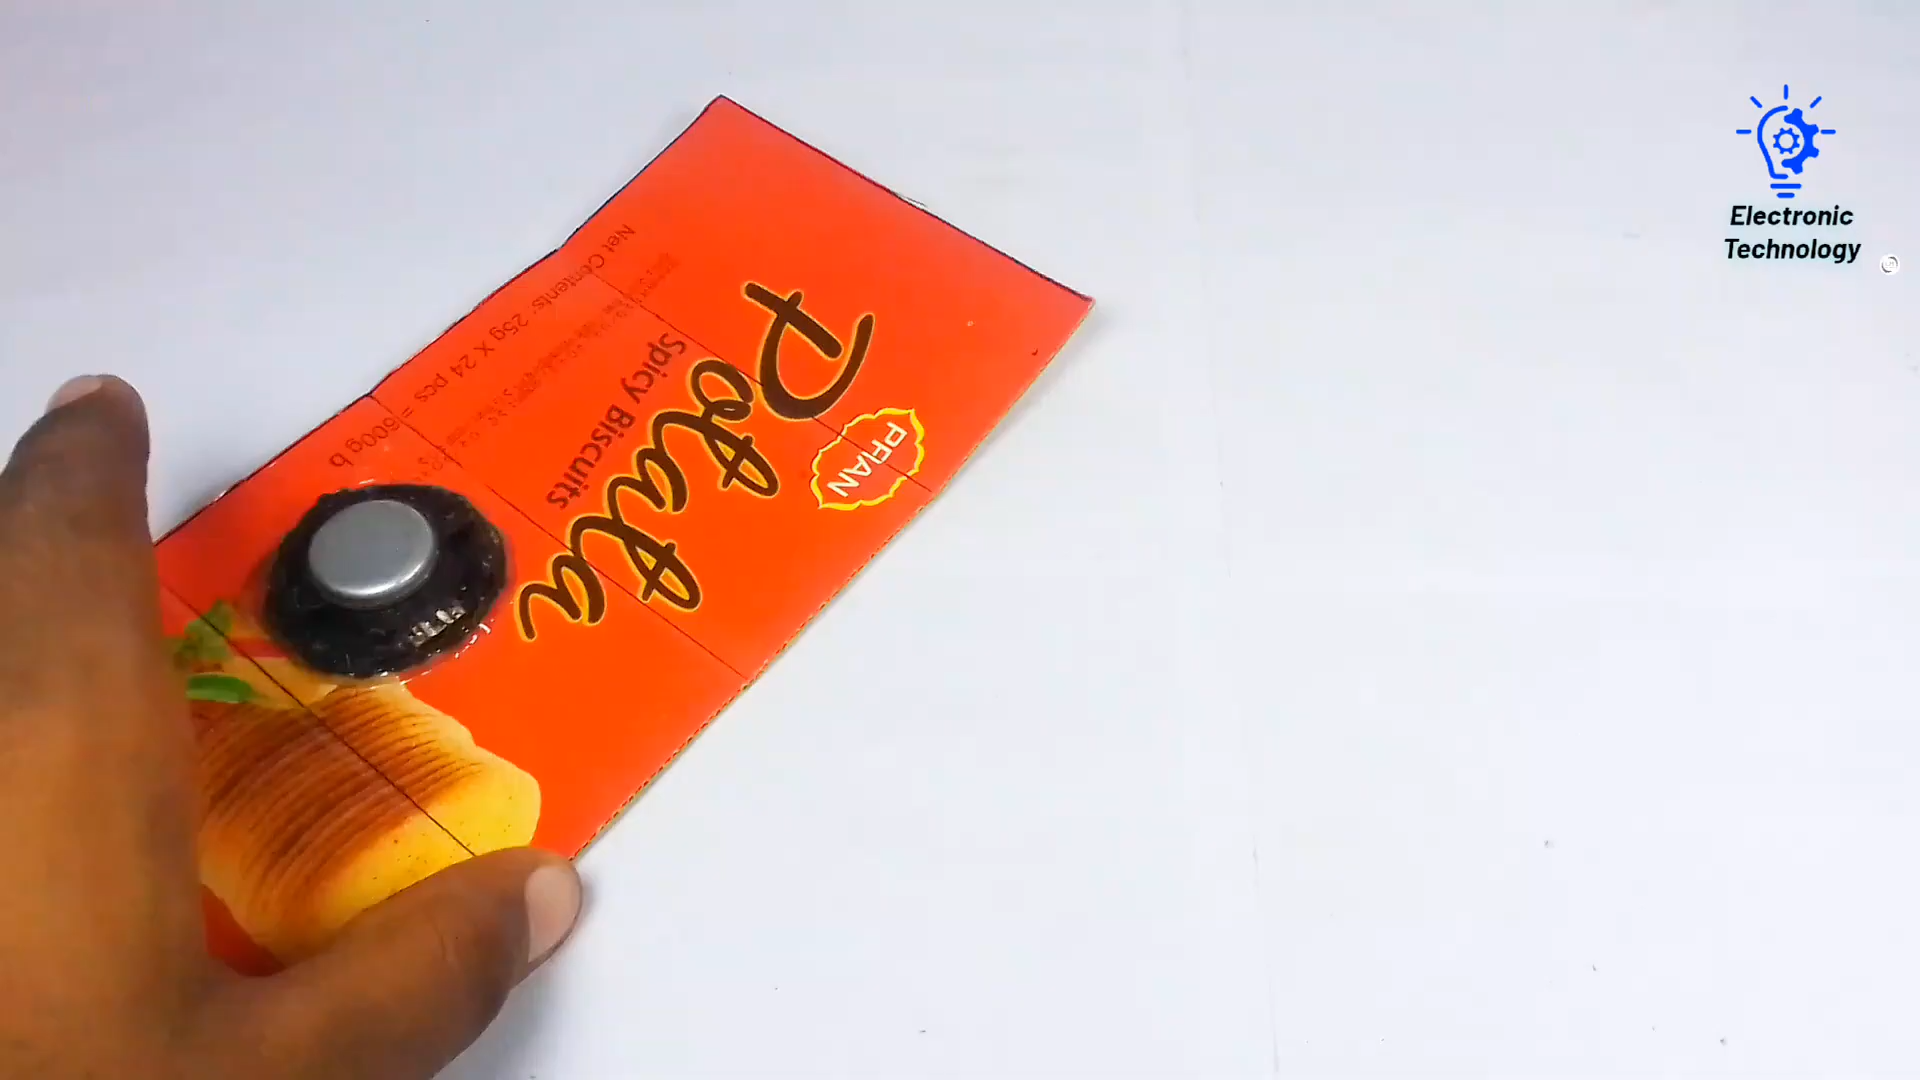 Electronic
Technology
PRAN
Potata
Spicy Biscuits
Net Contents: 25g X 24 pcs = 600g b